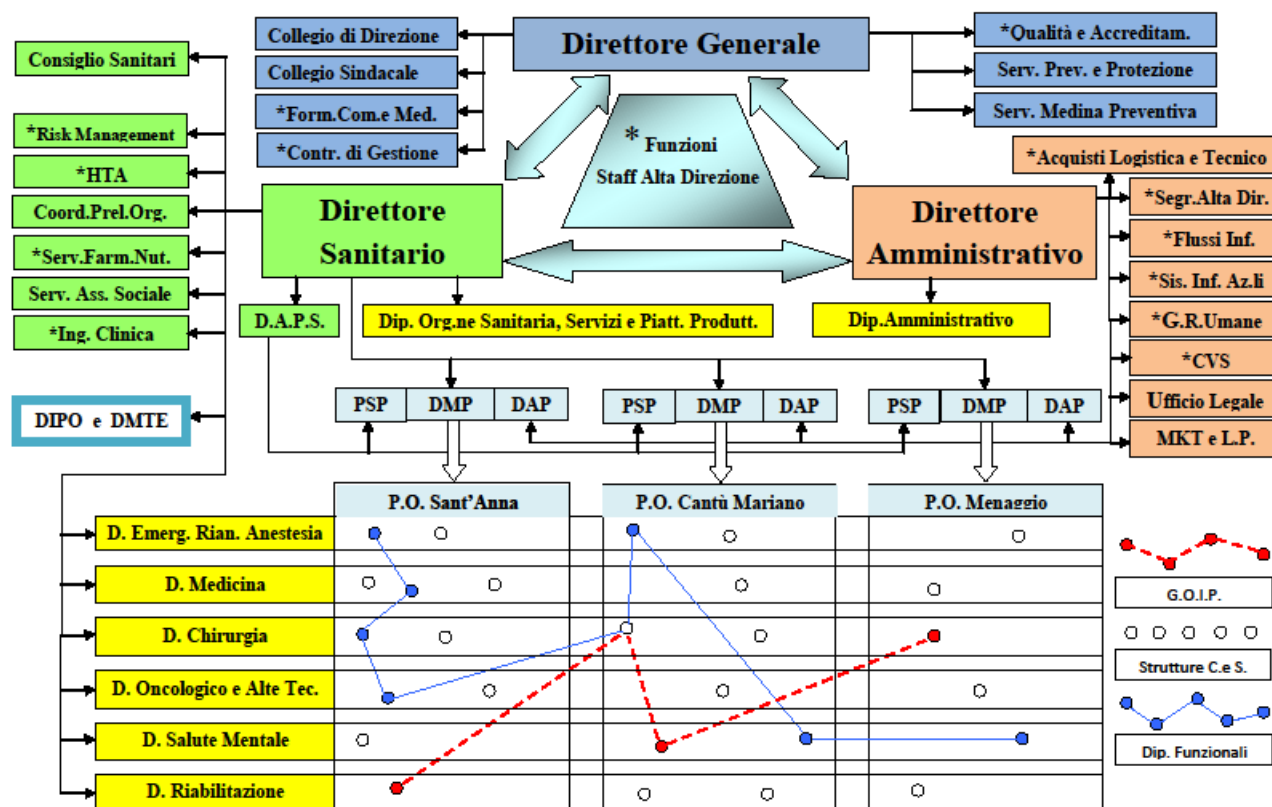 Direttore Generale
Collegio di Direzione
Collegio Sindacale
*Form.Com.e Med.
*Contr. di Gestione
*Qualità e Accreditam.
Serv. Prev. e Protezione
Serv. Medina Preventiva
* Funzioni
Staff Alta Direzione
Consiglio Sanitari
*Risk Management
*HTA
Coord.Prel.Org.
*Serv.Farm.Nut.
Serv. Ass. Sociale
*Ing. Clinica
DIPO e DMTE
Direttore
Sanitario
Direttore
Amministrativo
*Acquisti Logistica e Tecnico
*Segr.Alta Dir.
*Flussi Inf.
*Sis. Inf. Az.li
*G.R.Umane
*CVS
Ufficio Legale
MKT e L.P.
D.A.P.S.
Dip. Org.ne Sanitaria, Servizi e Piatt. Produtt.
Dip.Amministrativo
PSP DMP DAP
PSP DMP DAP
PSP DMP DAP
P.O. Sant'Anna
P.O. Cantù Mariano
P.O. Menaggio
D. Emerg. Rian. Anestesia
D. Medicina
D. Chirurgia
D. Oncologico e Alte Tec.
D. Salute Mentale
D. Riabilitazione
G.O.I.P.
Strutture C.e S.
Dip. Funzionali